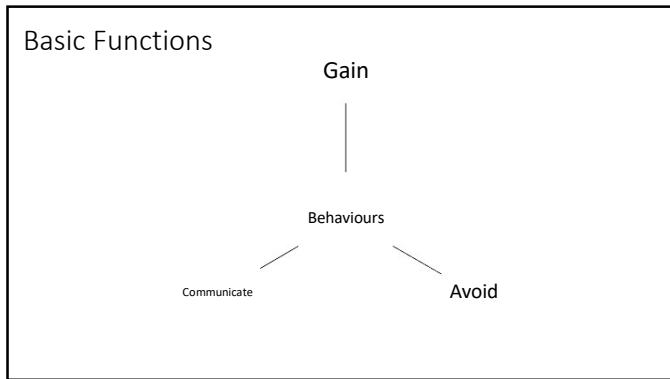 Basic Functions
Gain
Behaviours
Communicate
Avoid